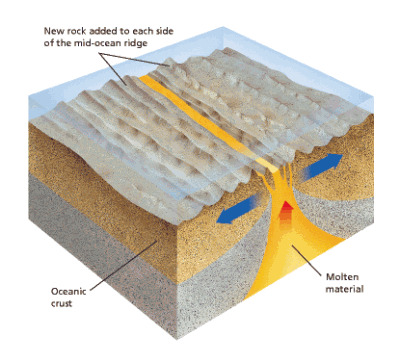 New rock added to each side
of the mid-ocean ridge
Oceanic
crust
Molten
material